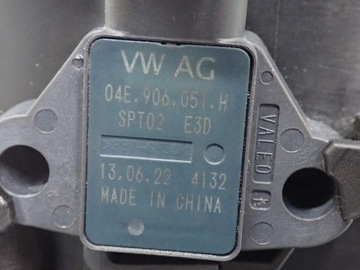 VW AG
04E.906.051.H
SPT02 E3D
13.06.22 4132
MADE IN CHINA
VALEO